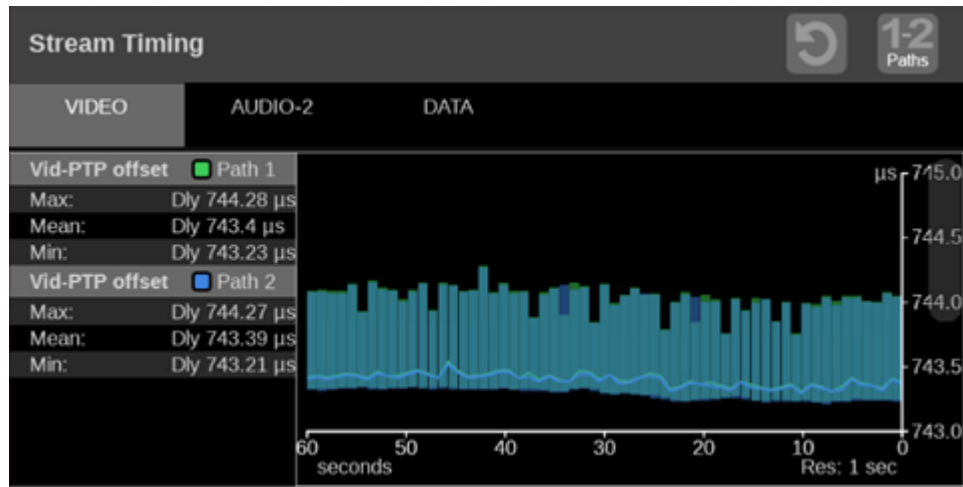 Stream Timing
1-2
Paths
VIDEO AUDIO-2 DATA
Vid-PTP offset Path 1
Max: Dly 744.28 µs
Mean: Dly 743.4 µs
Min: Dly 743.23 µs
Vid-PTP offset Path 2
Max: Dly 744.27 µs
Mean: Dly 743.39 µs
Min: Dly 743.21 µs
µs 745.0
744.5
744.0
743.5
743.0
60 50 40 30 20 10 0
seconds Res: 1 sec